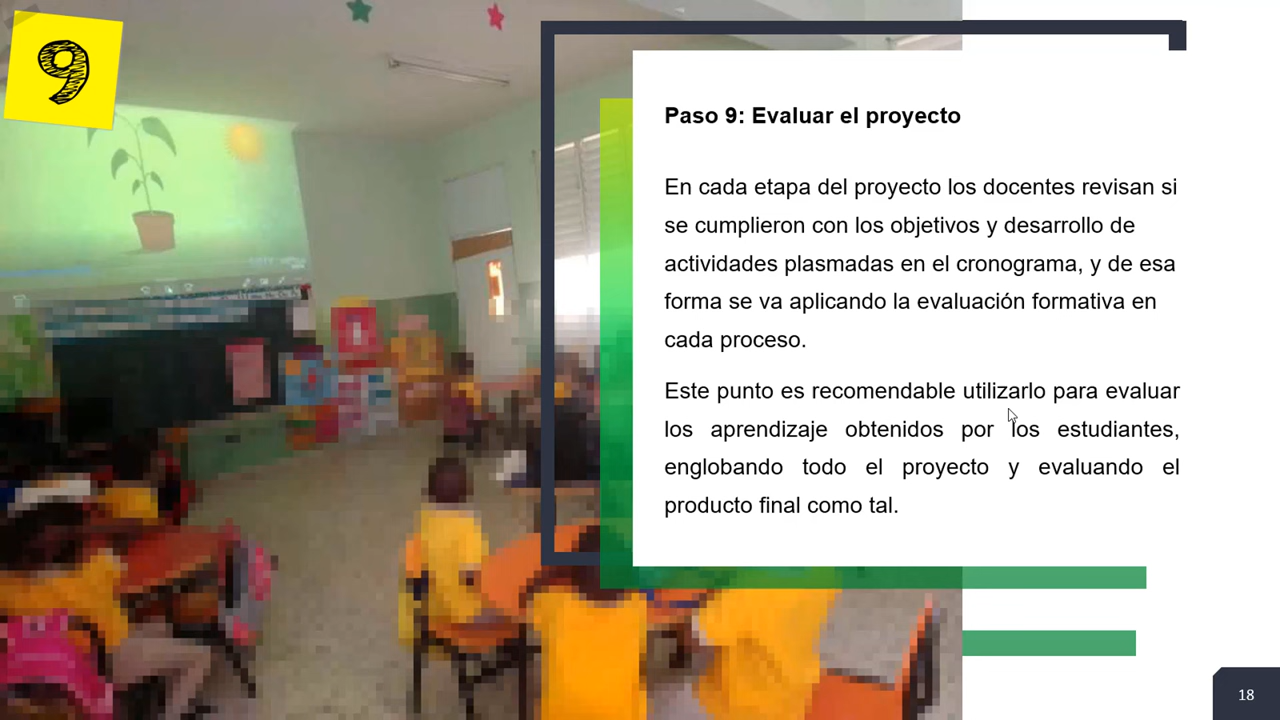 9
Paso 9: Evaluar el proyecto
En cada etapa del proyecto los docentes revisan si
se cumplieron con los objetivos y desarrollo de
actividades plasmadas en el cronograma, y de esa
forma se va aplicando la evaluación formativa en
cada proceso.
Este punto es recomendable utilizarlo para evaluar
los aprendizaje obtenidos por los estudiantes,
englobando todo el proyecto y evaluando el
producto final como tal.
18